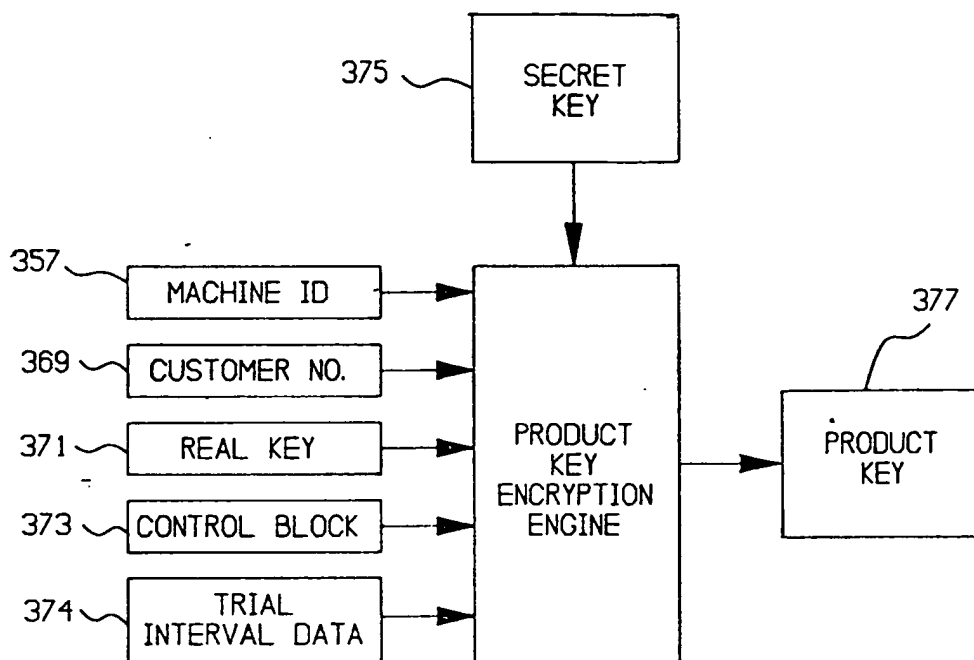 375
SECRET
KEY
357
MACHINE ID
369
CUSTOMER NO.
371
REAL KEY
373
CONTROL BLOCK
374
TRIAL
INTERVAL DATA
PRODUCT
KEY
ENCRYPTION
ENGINE
377
PRODUCT
KEY